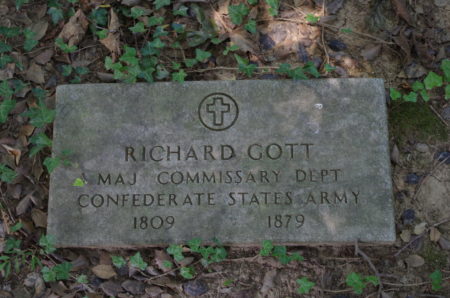 RICHARD GOTT
MAJ COMMISSARY DEPT
CONFEDERATE STATES ARMY
1809 1879